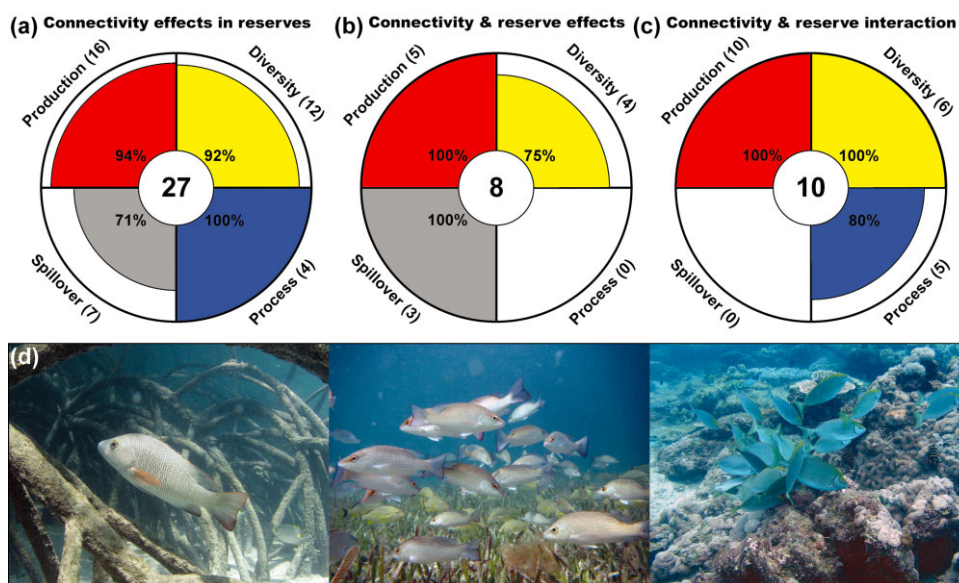 (a) Connectivity effects in reserves
Production (16)
Diversity (12)
94%
92%
27
71%
100%
Spillover (7)
Process (4)
(b) Connectivity & reserve effects
Production (5)
Diversity (4)
100%
75%
8
100%
Spillover (3)
Process (0)
(c) Connectivity & reserve interaction
Production (10)
Diversity (6)
100%
100%
10
80%
Spillover (0)
Process (5)
(d)